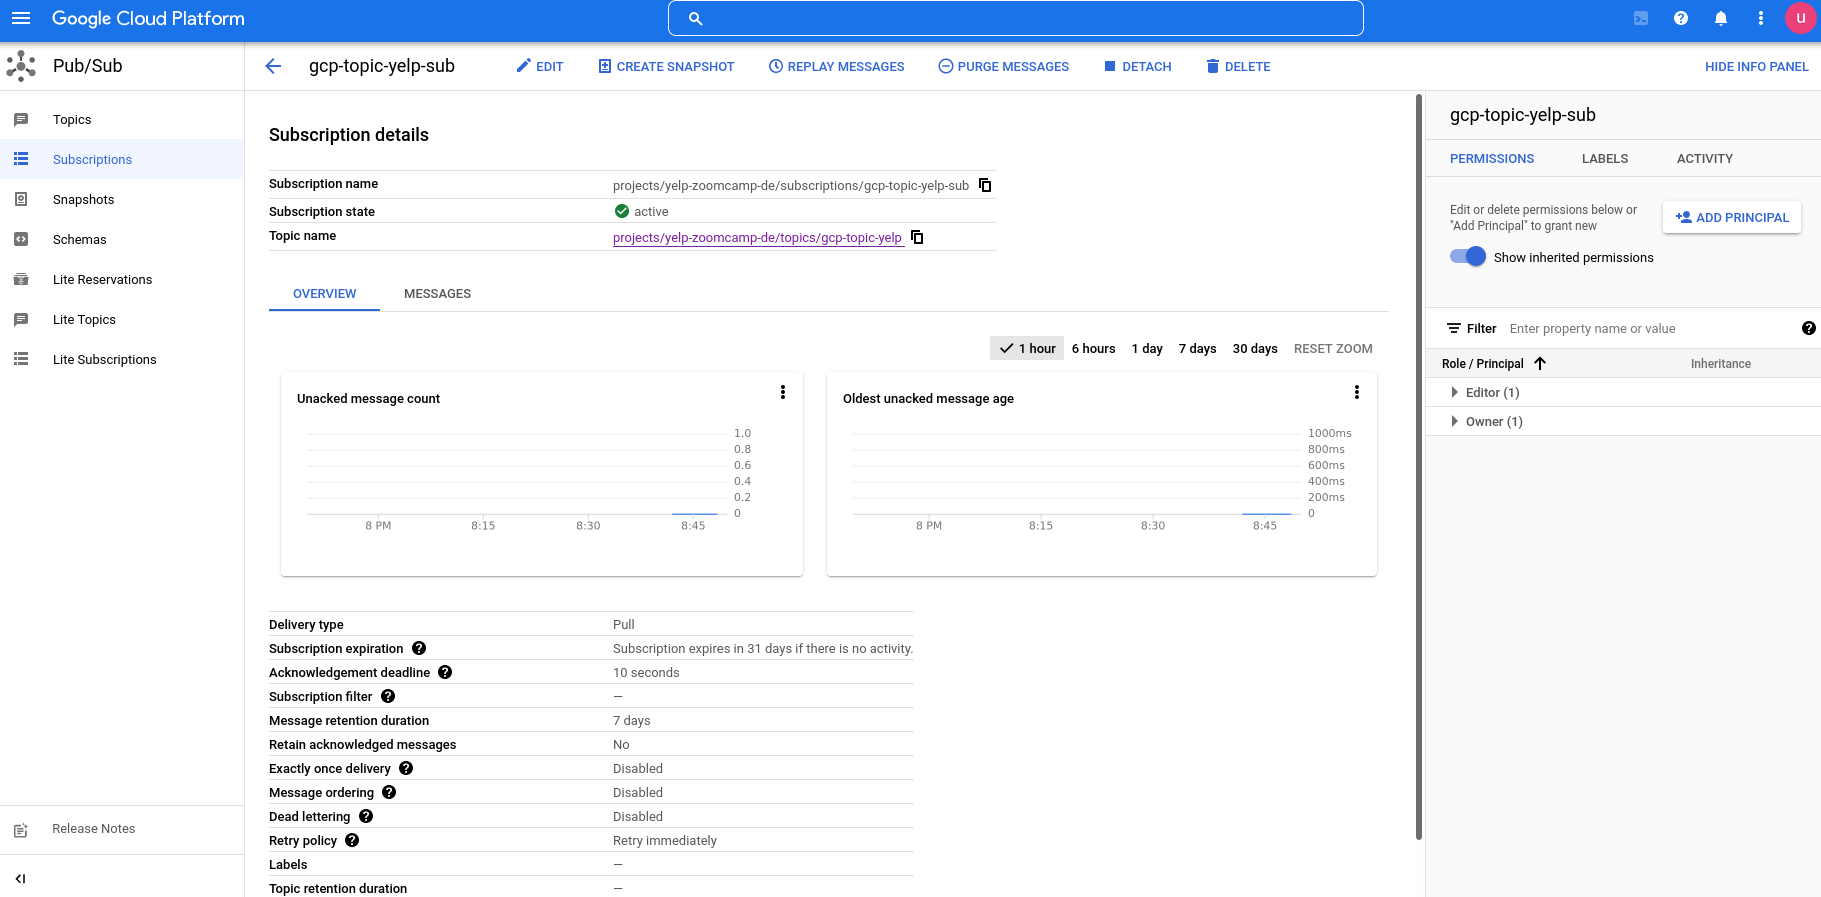 Google Cloud Platform
u
Pub/Sub
gcp-topic-yelp-sub
EDIT
CREATE SNAPSHOT
REPLAY MESSAGES
PURGE MESSAGES
DETACH
DELETE
HIDE INFO PANEL
Topics
Subscriptions
Snapshots
Schemas
Lite Reservations
Lite Topics
Lite Subscriptions
Release Notes
Subscription details
Subscription name projects/yelp-zoomcamp-de/subscriptions/gcp-topic-yelp-sub
Subscription state active
Topic name projects/yelp-zoomcamp-de/topics/gcp-topic-yelp
OVERVIEW MESSAGES
1 hour 6 hours 1 day 7 days 30 days RESET ZOOM
Unacked message count
1.0
0.8
0.6
0.4
0.2
0
8 PM 8:15 8:30 8:45
Oldest unacked message age
1000ms
800ms
600ms
400ms
200ms
0
8 PM 8:15 8:30 8:45
Delivery type Pull
Subscription expiration ? Subscription expires in 31 days if there is no activity.
Acknowledgement deadline ? 10 seconds
Subscription filter ? —
Message retention duration 7 days
Retain acknowledged messages No
Exactly once delivery ? Disabled
Message ordering ? Disabled
Dead lettering ? Disabled
Retry policy ? Retry immediately
Labels —
Topic retention duration —
gcp-topic-yelp-sub
PERMISSIONS LABELS ACTIVITY
Edit or delete permissions below or
"Add Principal" to grant new
ADD PRINCIPAL
Show inherited permissions
Filter Enter property name or value ?
Role / Principal Inheritance
Editor (1)
Owner (1)